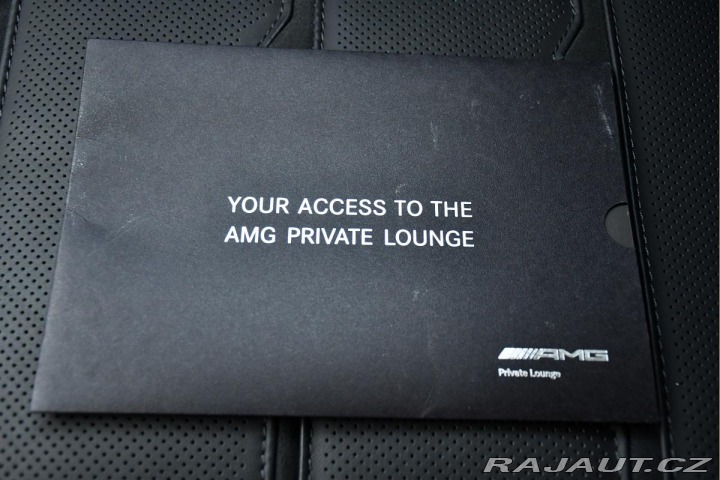 YOUR ACCESS TO THE
AMG PRIVATE LOUNGE
AMG
Private Lounge
RAJAUT.CZ